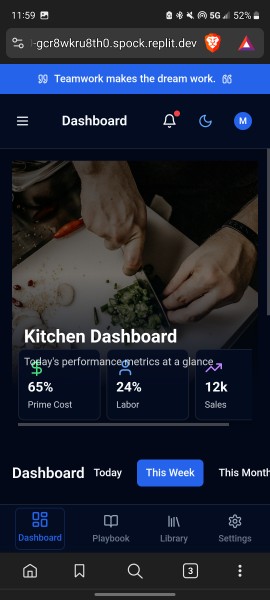 11:59
5G
52%
-gcr8wkru8th0.spock.replit.dev
Teamwork makes the dream work.
Dashboard
M
Kitchen Dashboard
Today's performance metrics at a glance
65%
Prime Cost
24%
Labor
12k
Sales
Dashboard
Today
This Week
This Month
Dashboard
Playbook
Library
Settings
3